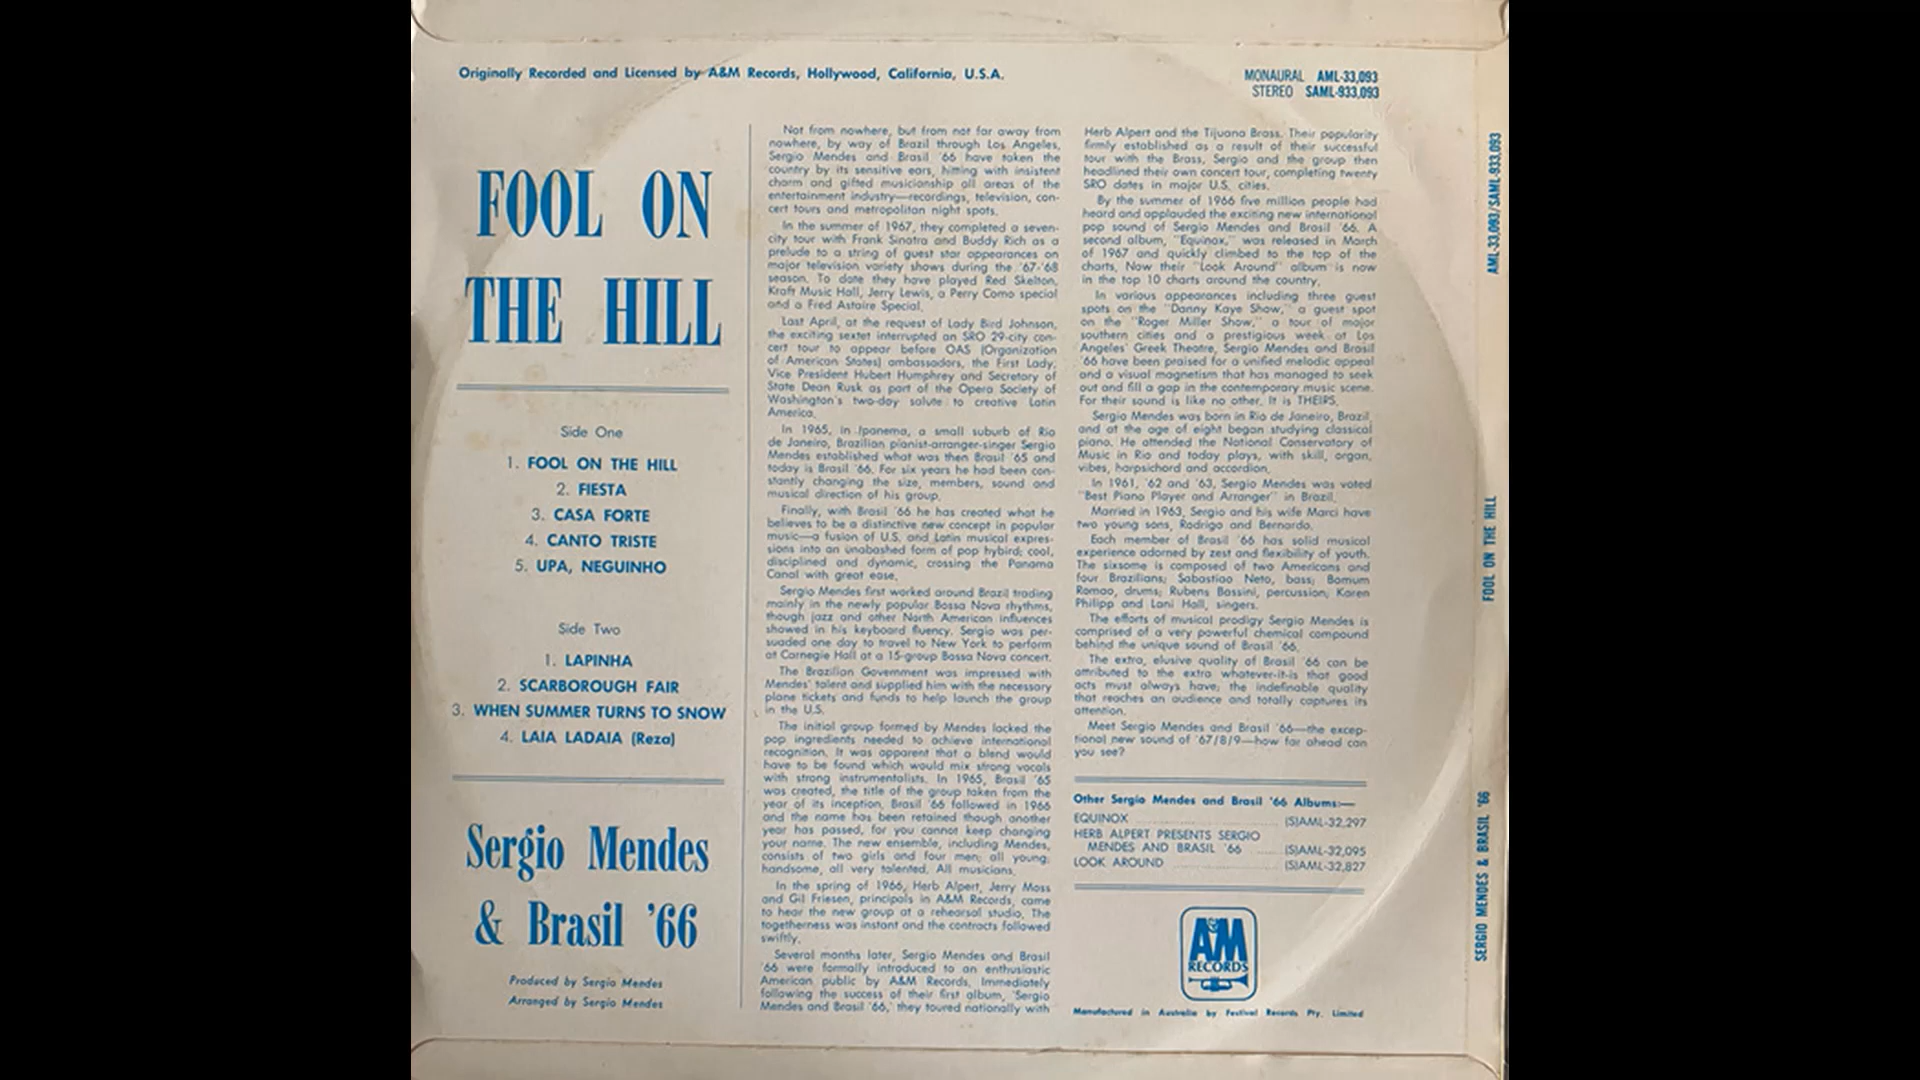 Originally Recorded and Licensed by A&M Records, Hollywood, California, U.S.A.
MONAURAL AML-33,093
STEREO SAML-933,093
FOOL ON
THE HILL
Side One
1. FOOL ON THE HILL
2. FIESTA
3. CASA FORTE
4. CANTO TRISTE
5. UPA, NEGUINHO
Side Two
1. LAPINHA
2. SCARBOROUGH FAIR
3. WHEN SUMMER TURNS TO SNOW
4. LAIA LADAIA (Reza)
Sergio Mendes
& Brasil '66
Produced by Sergio Mendes
Arranged by Sergio Mendes
Not from nowhere, but from not far away from
nowhere, by way of Brazil through Los Angeles,
Sergio Mendes and Brasil '66 have taken the
country by its sensitive ears, hitting with insistent
charm and gifted musicionship all areas of the
entertainment industry—recordings, television, con-
cert tours and metropolitan night spots.
In the summer of 1967, they completed a seven-
city tour with Frank Sinatra and Buddy Rich as a
prelude to a string of guest star appearances on
major television variety shows during the '67-'68
season. To date they have played Red Skelton,
Kraft Music Hall, Jerry Lewis, a Perry Como special
and a Fred Astaire Special.
Last April, at the request of Lady Bird Johnson,
the exciting sextet interrupted an SRO 29-city con-
cert tour to appear before OAS (Organization
of American States) ambassadors, the First Lady,
Vice President Hubert Humphrey and Secretary of
State Dean Rusk as part of the Opera Society of
Washington's two-day salute to creative Latin
America.
In 1965, in Ipanema, a small suburb of Rio
de Janeiro, Brazilian pianist-arranger-singer Sergio
Mendes established what was then Brasil '65 and
today is Brasil '66. For six years he had been con-
stantly changing the size, members, sound and
musical direction of his group.
Finally, with Brasil '66 he has created what he
believes to be a distinctive new concept in popular
music—a fusion of U.S. and Latin musical expres-
sions into an unabashed form of pop hybird; cool,
disciplined and dynamic, crossing the Panama
Canal with great ease.
Sergio Mendes first worked around Brazil trading
mainly in the newly popular Bossa Nova rhythms,
though jazz and other North American influences
showed in his keyboard fluency. Sergio was per-
suaded one day to travel to New York to perform
at Carnegie Hall at a 15-group Bossa Nova concert.
The Brazilian Government was impressed with
Mendes' talent and supplied him with the necessary
plane tickets and funds to help launch the group
in the U.S.
The initial group formed by Mendes lacked the
pop ingredients needed to achieve international
recognition. It was apparent that a blend would
have to be found which would mix strong vocals
with strong instrumentalists. In 1965, Brasil '65
was created, the title of the group taken from the
year of its inception. Brasil '66 followed in 1966
and the name has been retained though another
year has passed, for you cannot keep changing
your name. The new ensemble, including Mendes,
consists of two girls and four men; all young;
handsome, all very talented. All musicians.
In the spring of 1966, Herb Alpert, Jerry Moss
and Gil Friesen, principals in A&M Records, came
to hear the new group at a rehearsal studio. The
togetherness was instant and the contracts followed
swiftly.
Several months later, Sergio Mendes and Brasil
'66 were formally introduced to an enthusiastic
American public by A&M Records. Immediately
following the success of their first album, 'Sergio
Mendes and Brasil '66,' they toured nationally with
Herb Alpert and the Tijuana Brass. Their popularity
firmly established as a result of their successful
tour with the Brass, Sergio and the group then
headlined their own concert tour, completing twenty
SRO dates in major U.S. cities.
By the summer of 1966 five million people had
heard and applauded the exciting new international
pop sound of Sergio Mendes and Brasil '66. A
second album, "Equinox," was released in March
of 1967 and quickly climbed to the top of the
charts. Now their "Look Around" album is now
in the top 10 charts around the country.
In various appearances including three guest
spots on the "Danny Kaye Show," a guest spot
on the "Roger Miller Show," a tour of major
southern cities and a prestigious week at Los
Angeles' Greek Theatre, Sergio Mendes and Brasil
'66 have been praised for a unified melodic appeal
and a visual magnetism that has managed to seek
out and fill a gap in the contemporary music scene.
For their sound is like no other. It is THEIRS.
Sergio Mendes was born in Rio de Janeiro, Brazil,
and at the age of eight began studying classical
piano. He attended the National Conservatory of
Music in Rio and today plays, with skill, organ,
vibes, harpsichord and accordion.
In 1961, '62 and '63, Sergio Mendes was voted
"Best Piano Player and Arranger" in Brazil.
Married in 1963, Sergio and his wife Marci have
two young sons, Rodrigo and Bernardo.
Each member of Brasil '66 has solid musical
experience adorned by zest and flexibility of youth.
The sixsome is composed of two Americans and
four Brazilians; Sabastiao Neto, bass; Bomum
Romao, drums; Rubens Bassini, percussion; Karen
Philipp and Lani Hall, singers.
The efforts of musical prodigy Sergio Mendes is
comprised of a very powerful chemical compound
behind the unique sound of Brasil '66.
The extra, elusive quality of Brasil '66 can be
attributed to the extra whatever-it-is that good
acts must always have; the indefinable quality
that reaches an audience and totally captures its
attention.
Meet Sergio Mendes and Brasil '66—the excep-
tional new sound of '67/8/9—how far ahead can
you see?
Other Sergio Mendes and Brasil '66 Albums:—
EQUINOX (S)AML-32,297
HERB ALPERT PRESENTS SERGIO
MENDES AND BRASIL '66 (S)AML-32,095
LOOK AROUND (S)AML-32,827
A&M
RECORDS
Manufactured in Australia by Festival Records Pty. Limited
AML-33,093/SAML-933,093
FOOL ON THE HILL
SERGIO MENDES & BRASIL '66